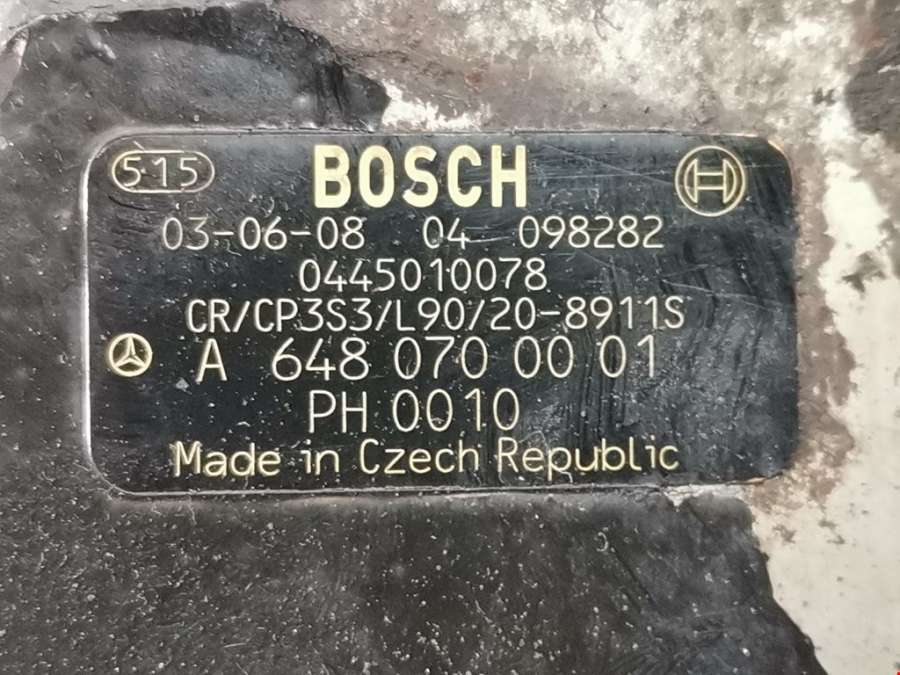 515 BOSCH
03-06-08 04 098282
0445010078
CR/CP3S3/L90/20-8911S
A 648 070 00 01
PH 0010
Made in Czech Republic